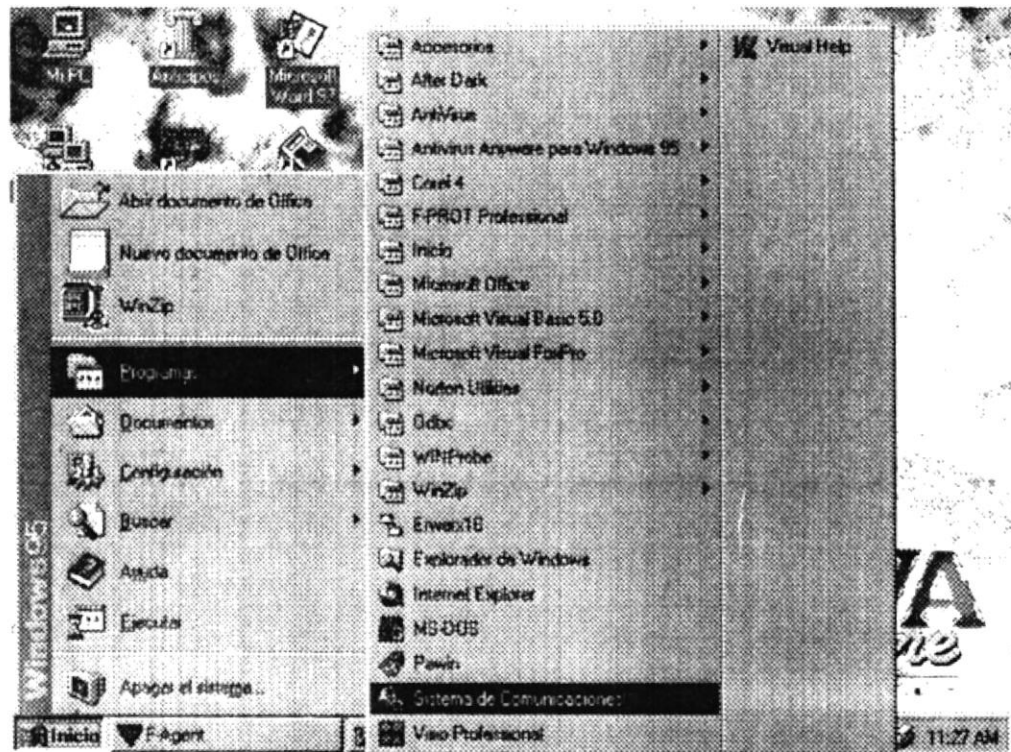 Mi PC
Microsoft
Word 97
Abrir documento de Office
Nuevo documento de Office
WinZip
Programas
Documentos
Configuración
Buscar
Ayuda
Ejecutar
Apagar el sistema...
Windows95
Inicio
F-Agent
Accesorios
After Dark
AntiVirus
Antivirus Anyware para Windows 95
Corel 4
F-PROT Professional
Inicio
Microsoft Office
Microsoft Visual Basic 5.0
Microsoft Visual FoxPro
Norton Utilities
Odbc
WINProbe
WinZip
Erwerx16
Explorador de Windows
Internet Explorer
MS-DOS
Pawin
Sistema de Comunicaciones
Visio Professional
Visual Help
11:27 AM